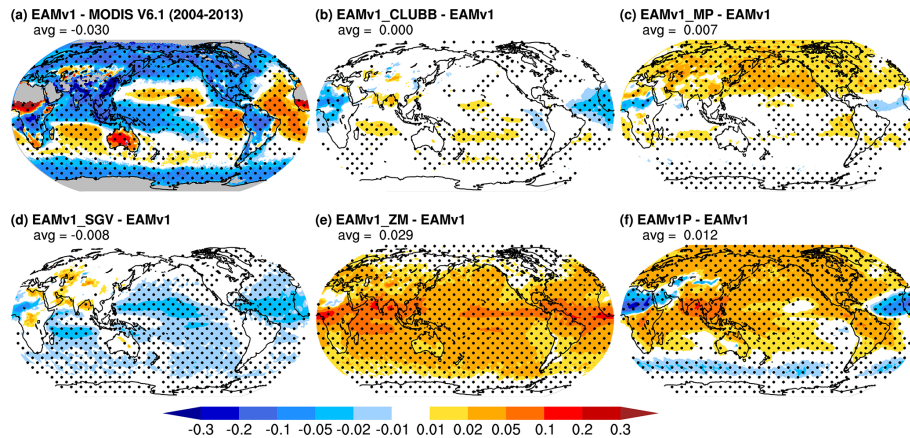 (a) EAMv1 - MODIS V6.1 (2004-2013)
avg = -0.030
(b) EAMv1_CLUBB - EAMv1
avg = 0.000
(c) EAMv1_MP - EAMv1
avg = 0.007
(d) EAMv1_SGV - EAMv1
avg = -0.008
(e) EAMv1_ZM - EAMv1
avg = 0.029
(f) EAMv1P - EAMv1
avg = 0.012
-0.3 -0.2 -0.1 -0.05 -0.02 -0.01 0.01 0.02 0.05 0.1 0.2 0.3